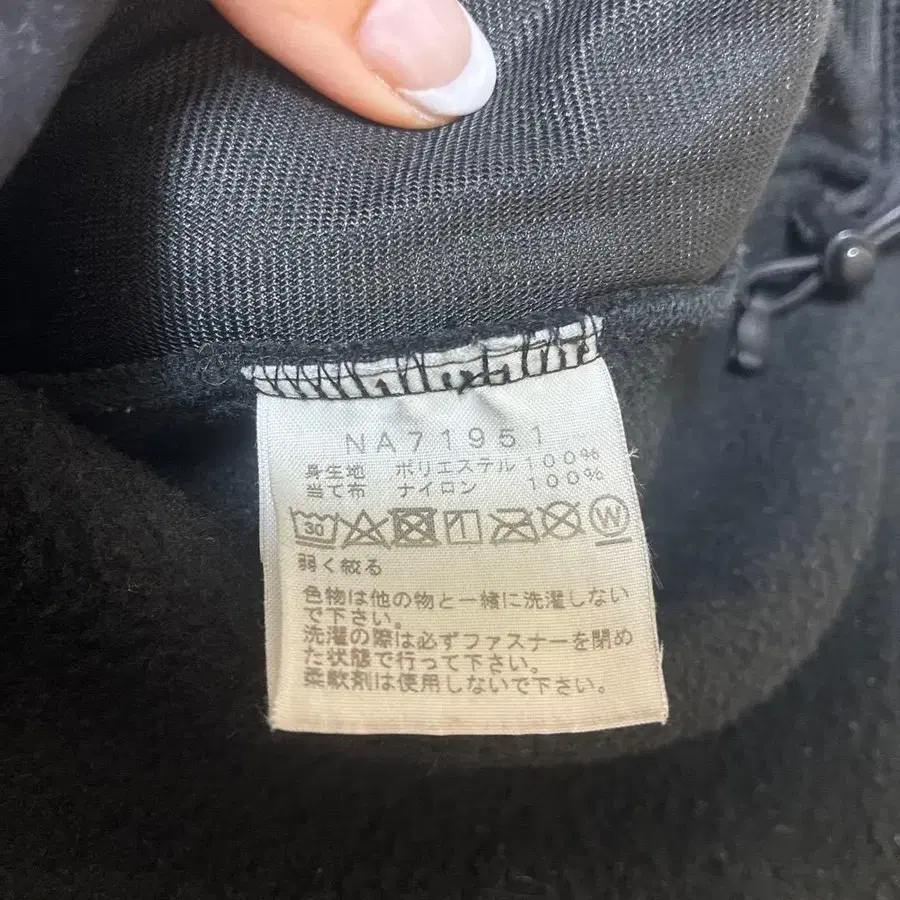 NA71951
身生地 ポリエステル 100%
当て布 ナイロン 100%
30 W
弱く絞る
色物は他の物と一緒に洗濯しない
で下さい。
洗濯の際は必ずファスナーを閉め
た状態で行って下さい。
柔軟剤は使用しないで下さい。